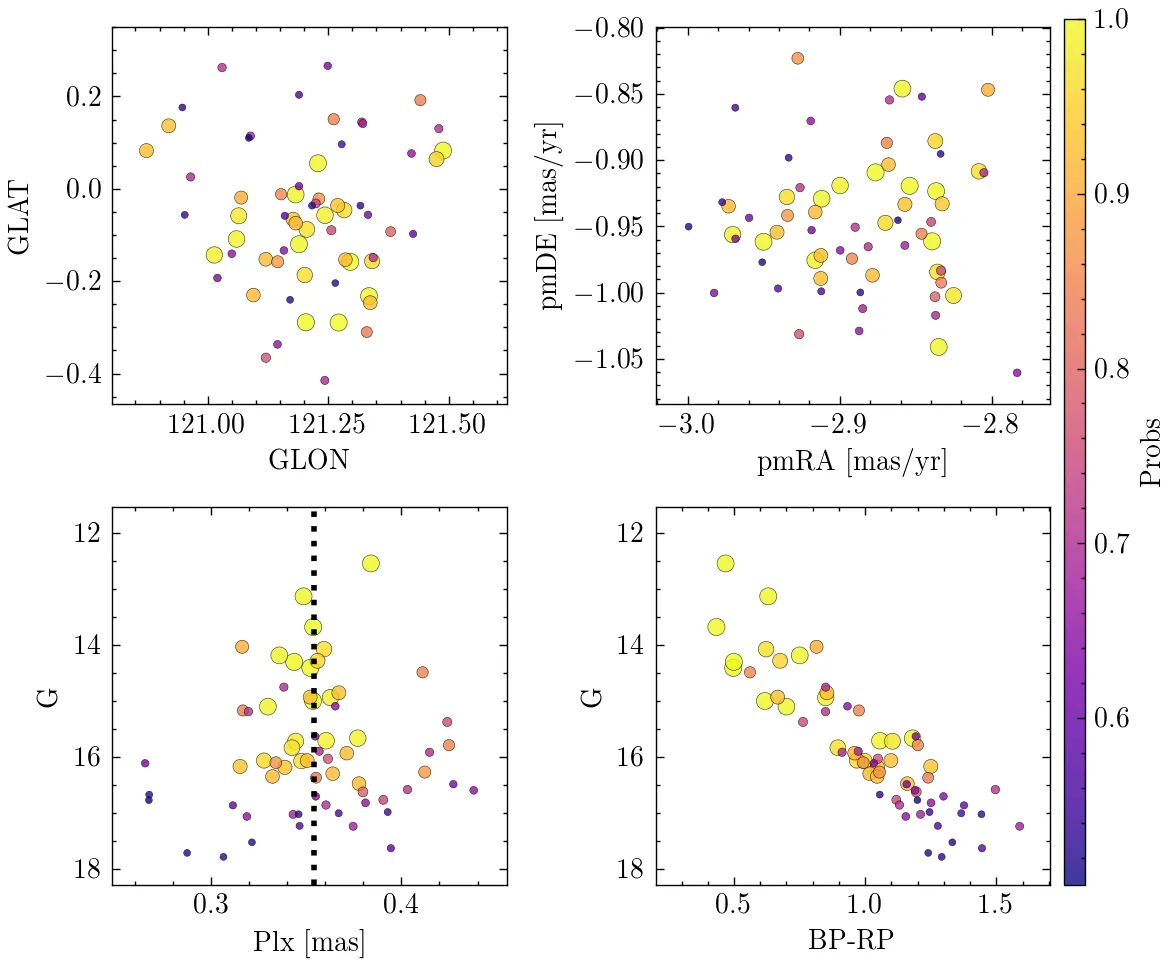 0.2
0.0
−0.2
−0.4
GLAT
121.00 121.25 121.50
GLON
−0.80
−0.85
−0.90
−0.95
−1.00
−1.05
pmDE [mas/yr]
−3.0 −2.9 −2.8
pmRA [mas/yr]
12
14
16
18
G
0.3 0.4
Plx [mas]
12
14
16
18
G
0.5 1.0 1.5
BP-RP
1.0
0.9
0.8
0.7
0.6
Probs